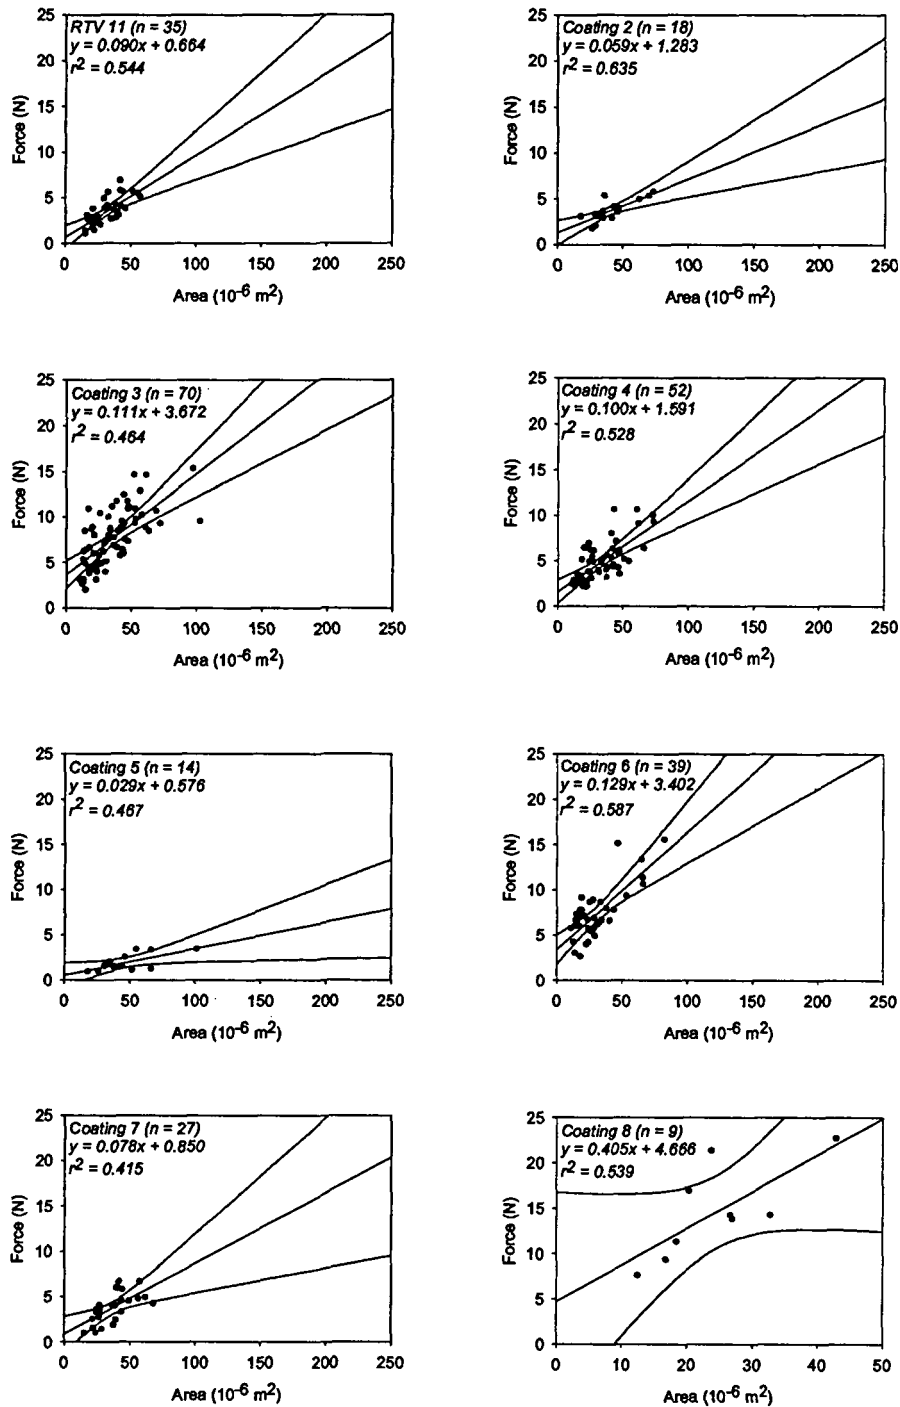 RTV 11 (n = 35)
y = 0.090x + 0.664
r2 = 0.544
25
20
15
10
5
0
Force (N)
0 50 100 150 200 250
Area (10-6 m2)
Coating 2 (n = 18)
y = 0.059x + 1.283
r2 = 0.635
25
20
15
10
5
0
Force (N)
0 50 100 150 200 250
Area (10-6 m2)
Coating 3 (n = 70)
y = 0.111x + 3.672
r2 = 0.464
25
20
15
10
5
0
Force (N)
0 50 100 150 200 250
Area (10-6 m2)
Coating 4 (n = 52)
y = 0.100x + 1.591
r2 = 0.528
25
20
15
10
5
0
Force (N)
0 50 100 150 200 250
Area (10-6 m2)
Coating 5 (n = 14)
y = 0.029x + 0.576
r2 = 0.467
25
20
15
10
5
0
Force (N)
0 50 100 150 200 250
Area (10-6 m2)
Coating 6 (n = 39)
y = 0.129x + 3.402
r2 = 0.587
25
20
15
10
5
0
Force (N)
0 50 100 150 200 250
Area (10-6 m2)
Coating 7 (n = 27)
y = 0.078x + 0.850
r2 = 0.415
25
20
15
10
5
0
Force (N)
0 50 100 150 200 250
Area (10-6 m2)
Coating 8 (n = 9)
y = 0.405x + 4.666
r2 = 0.539
25
20
15
10
5
0
Force (N)
0 10 20 30 40 50
Area (10-6 m2)